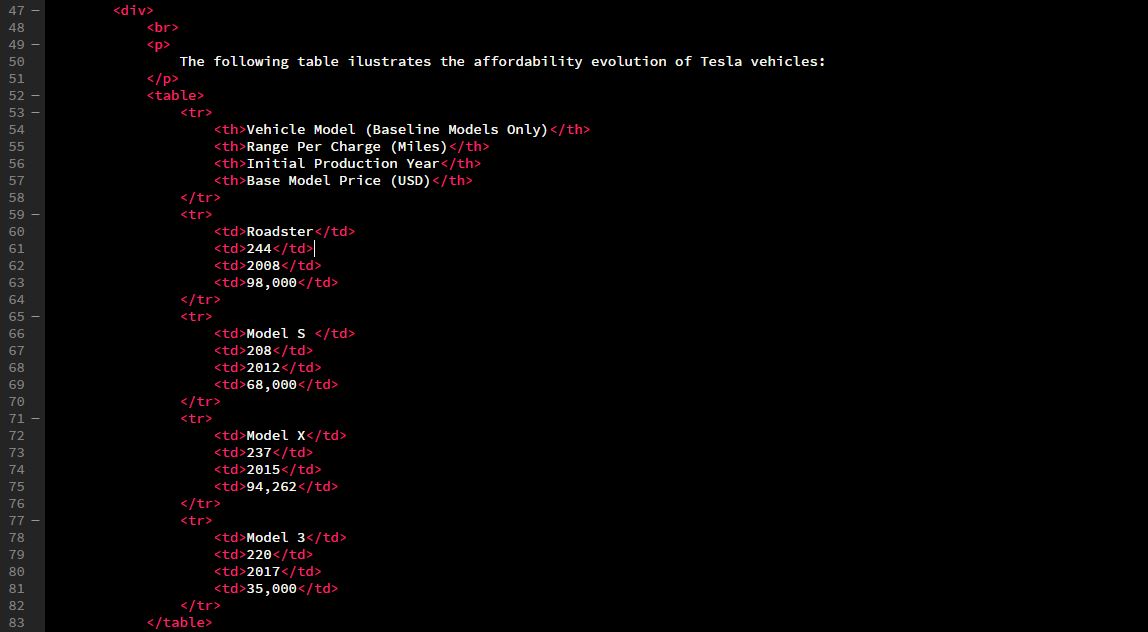 47 − <div>
48 <br>
49 − <p>
50 The following table ilustrates the affordability evolution of Tesla vehicles:
51 </p>
52 − <table>
53 − <tr>
54 <th>Vehicle Model (Baseline Models Only)</th>
55 <th>Range Per Charge (Miles)</th>
56 <th>Initial Production Year</th>
57 <th>Base Model Price (USD)</th>
58 </tr>
59 − <tr>
60 <td>Roadster</td>
61 <td>244</td>
62 <td>2008</td>
63 <td>98,000</td>
64 </tr>
65 − <tr>
66 <td>Model S </td>
67 <td>208</td>
68 <td>2012</td>
69 <td>68,000</td>
70 </tr>
71 − <tr>
72 <td>Model X</td>
73 <td>237</td>
74 <td>2015</td>
75 <td>94,262</td>
76 </tr>
77 − <tr>
78 <td>Model 3</td>
79 <td>220</td>
80 <td>2017</td>
81 <td>35,000</td>
82 </tr>
83 </table>